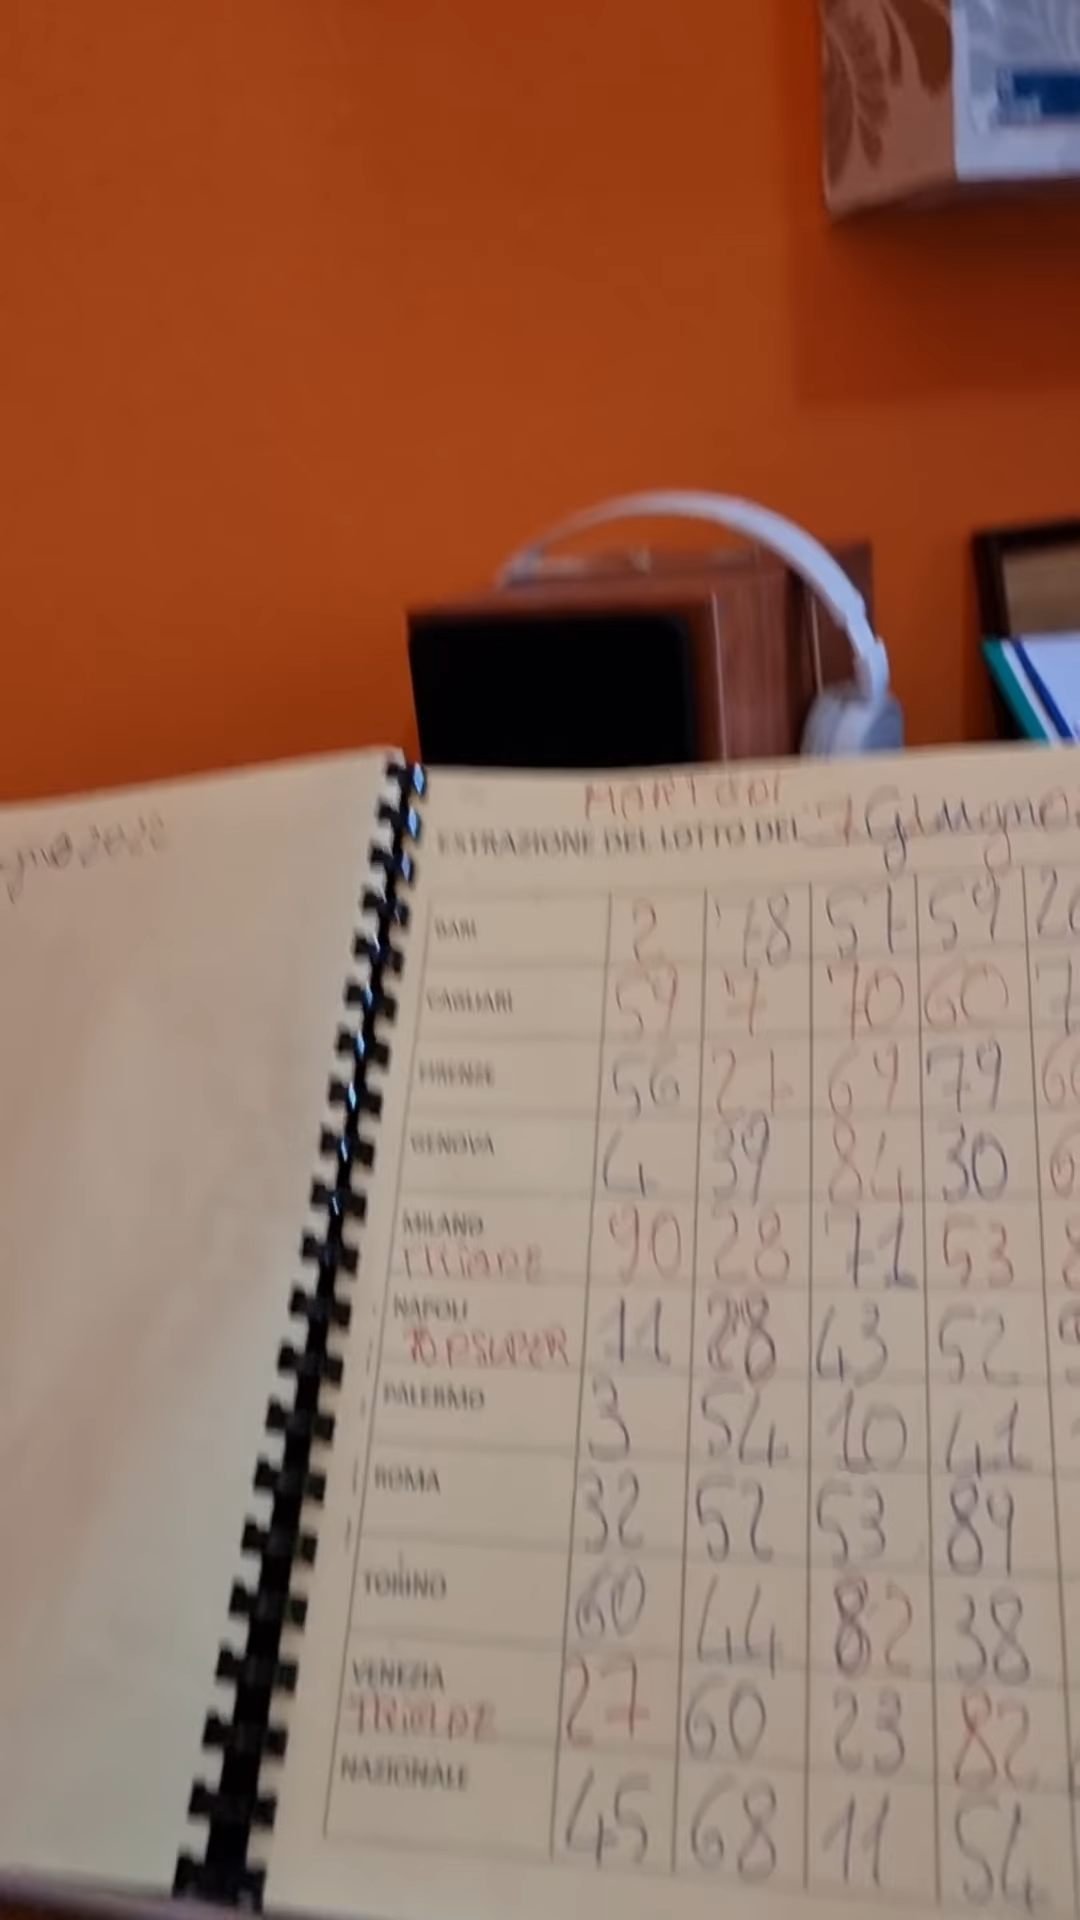 MARTEDI
ESTRAZIONE DEL LOTTO DEL 7 Giugno
BARI 2 78 57 59
CAGLIARI 59 7 70 60
FIRENZE 56 27 69 79
GENOVA 4 39 84 30
MILANO 90 28 71 53
NAPOLI 11 28 43 52
TOPSUPER
PALERMO 3 54 10 41
ROMA 32 52 53 89
TORINO 60 44 82 38
VENEZIA 27 60 23 82
NAZIONALE 45 68 11 54